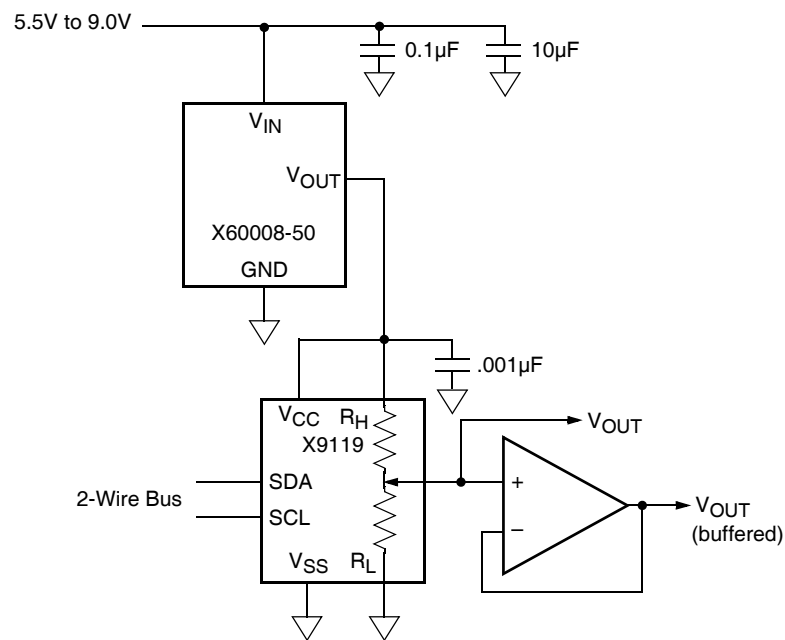 5.5V to 9.0V
0.1µF
10µF
VIN
VOUT
X60008-50
GND
.001µF
VCC
RH
X9119
VOUT
2-Wire Bus
SDA
SCL
+
−
VOUT
(buffered)
VSS
RL